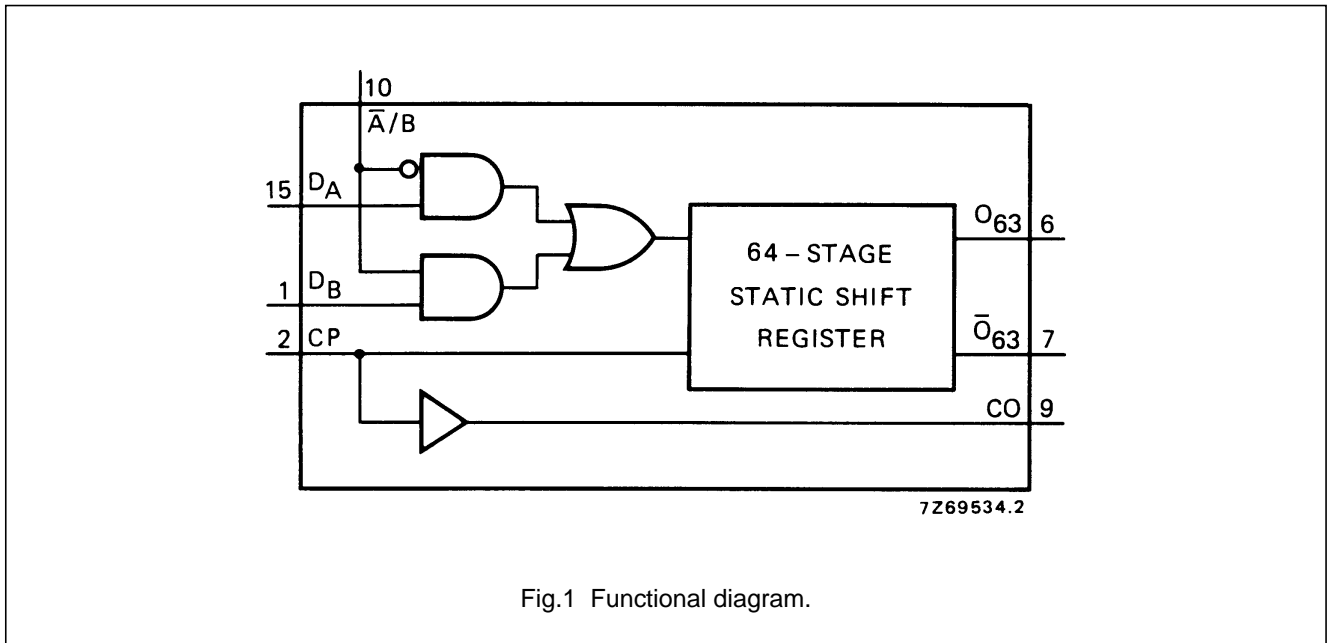 10
A̅/B
15 DA
1 DB
2 CP
64 – STAGE
STATIC SHIFT
REGISTER
O63 6
O̅63 7
CO 9
7Z69534.2
Fig.1 Functional diagram.